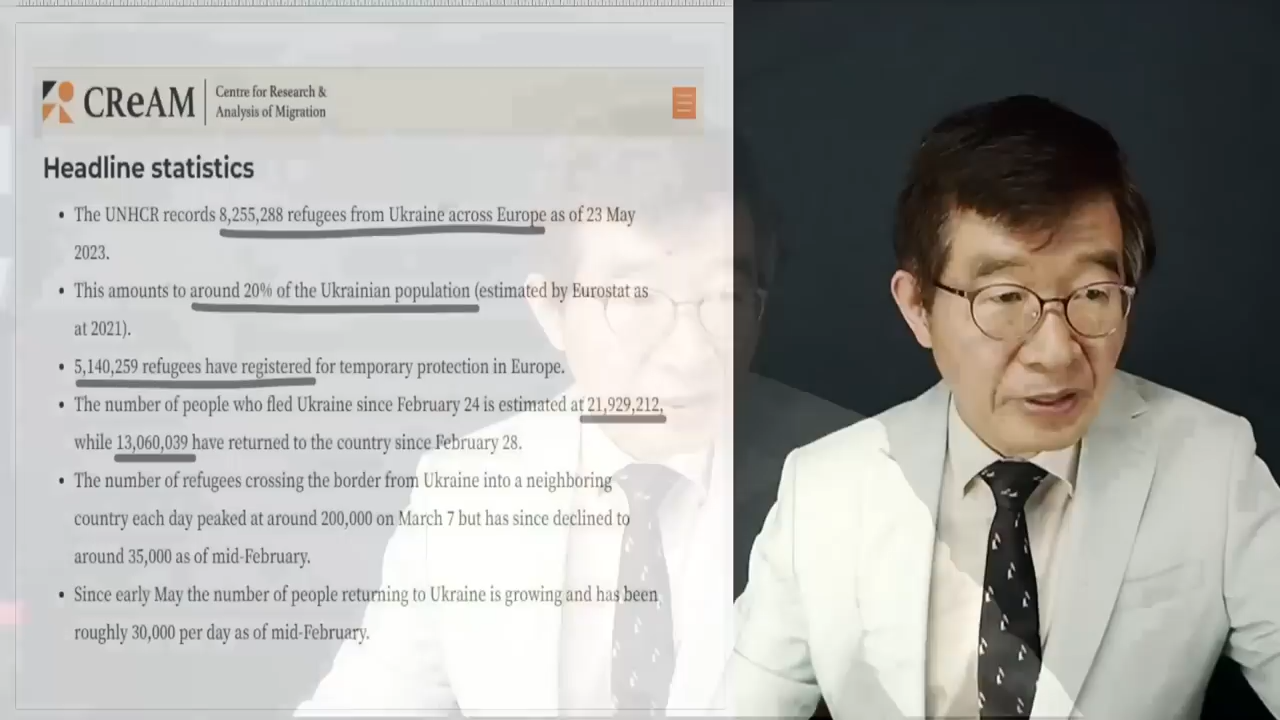 CReAM
Centre for Research &
Analysis of Migration
Headline statistics
• The UNHCR records 8,255,288 refugees from Ukraine across Europe as of 23 May
2023.
• This amounts to around 20% of the Ukrainian population (estimated by Eurostat as
at 2021).
• 5,140,259 refugees have registered for temporary protection in Europe.
• The number of people who fled Ukraine since February 24 is estimated at 21,929,212,
while 13,060,039 have returned to the country since February 28.
• The number of refugees crossing the border from Ukraine into a neighboring
country each day peaked at around 200,000 on March 7 but has since declined to
around 35,000 as of mid-February.
• Since early May the number of people returning to Ukraine is growing and has been
roughly 30,000 per day as of mid-February.